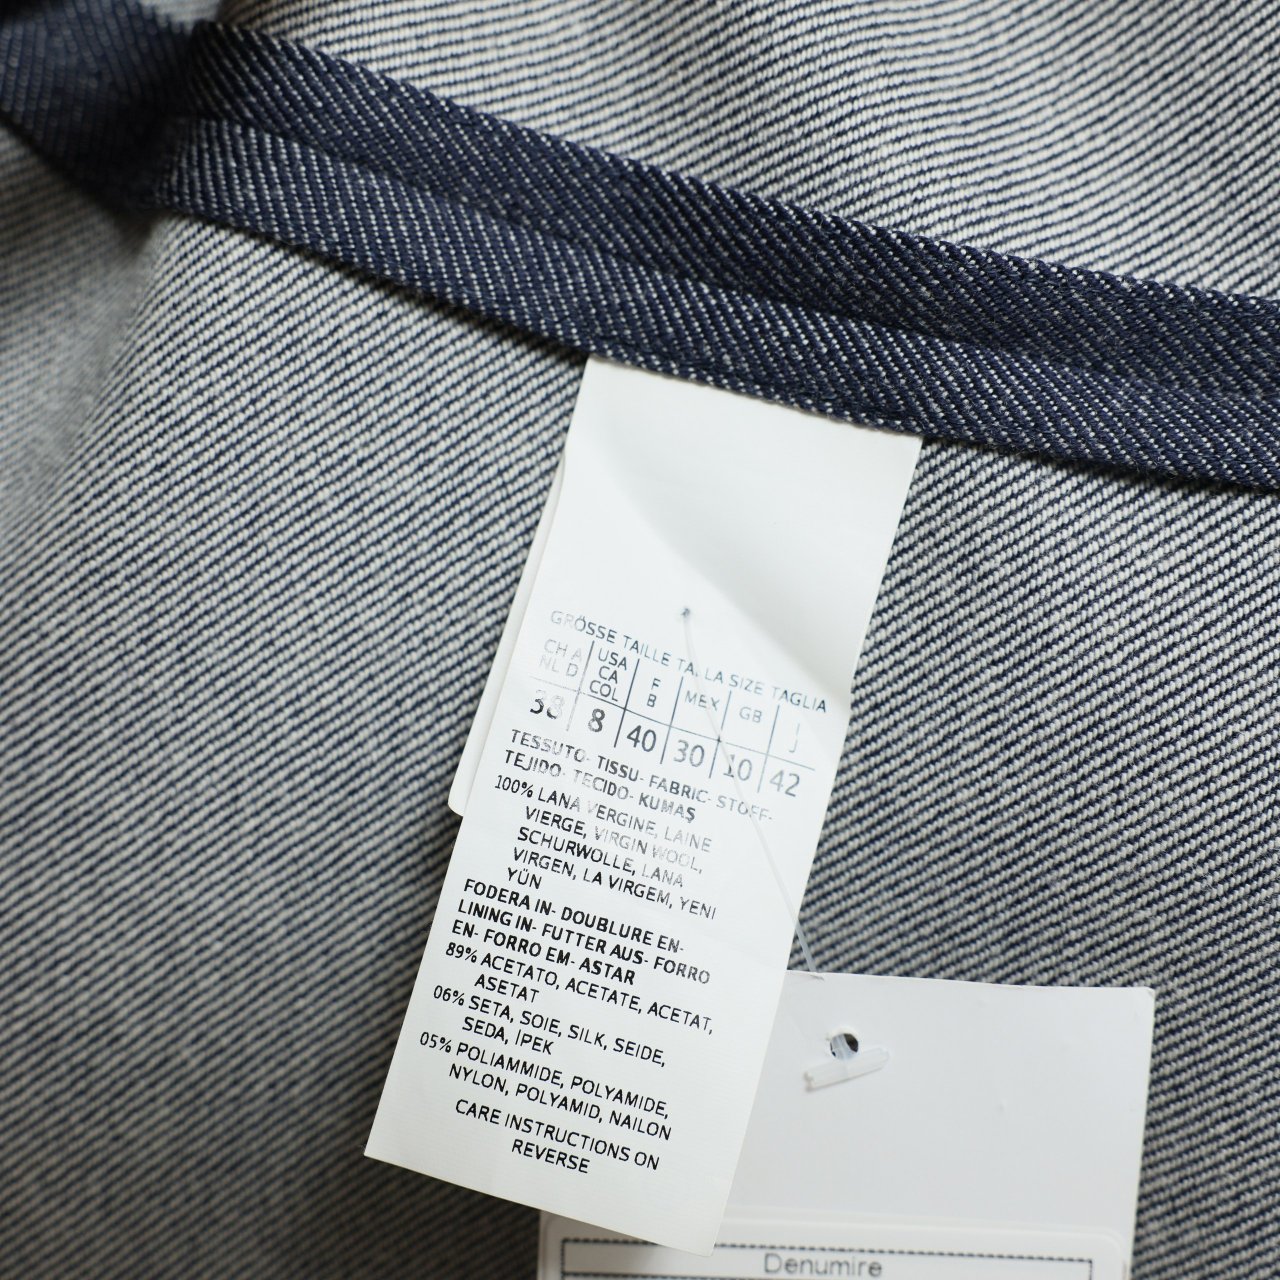 GRÖSSE TAILLE TALLA SIZE TAGLIA
CH A USA F MEX GB I
NL D CA B J
COL
38 8 40 30 10 42
TESSUTO- TISSU- FABRIC- STOFF-
TEJIDO- TECIDO- KUMAŞ
100% LANA VERGINE, LAINE
VIERGE, VIRGIN WOOL,
SCHURWOLLE, LANA
VIRGEN, LA VIRGEM, YENI
YÜN
FODERA IN- DOUBLURE EN-
LINING IN- FUTTER AUS- FORRO
EN- FORRO EM- ASTAR
89% ACETATO, ACETATE, ACETAT,
ASETAT
06% SETA, SOIE, SILK, SEIDE,
SEDA, İPEK
05% POLIAMMIDE, POLYAMIDE,
NYLON, POLYAMID, NAILON
CARE INSTRUCTIONS ON
REVERSE
Denumire